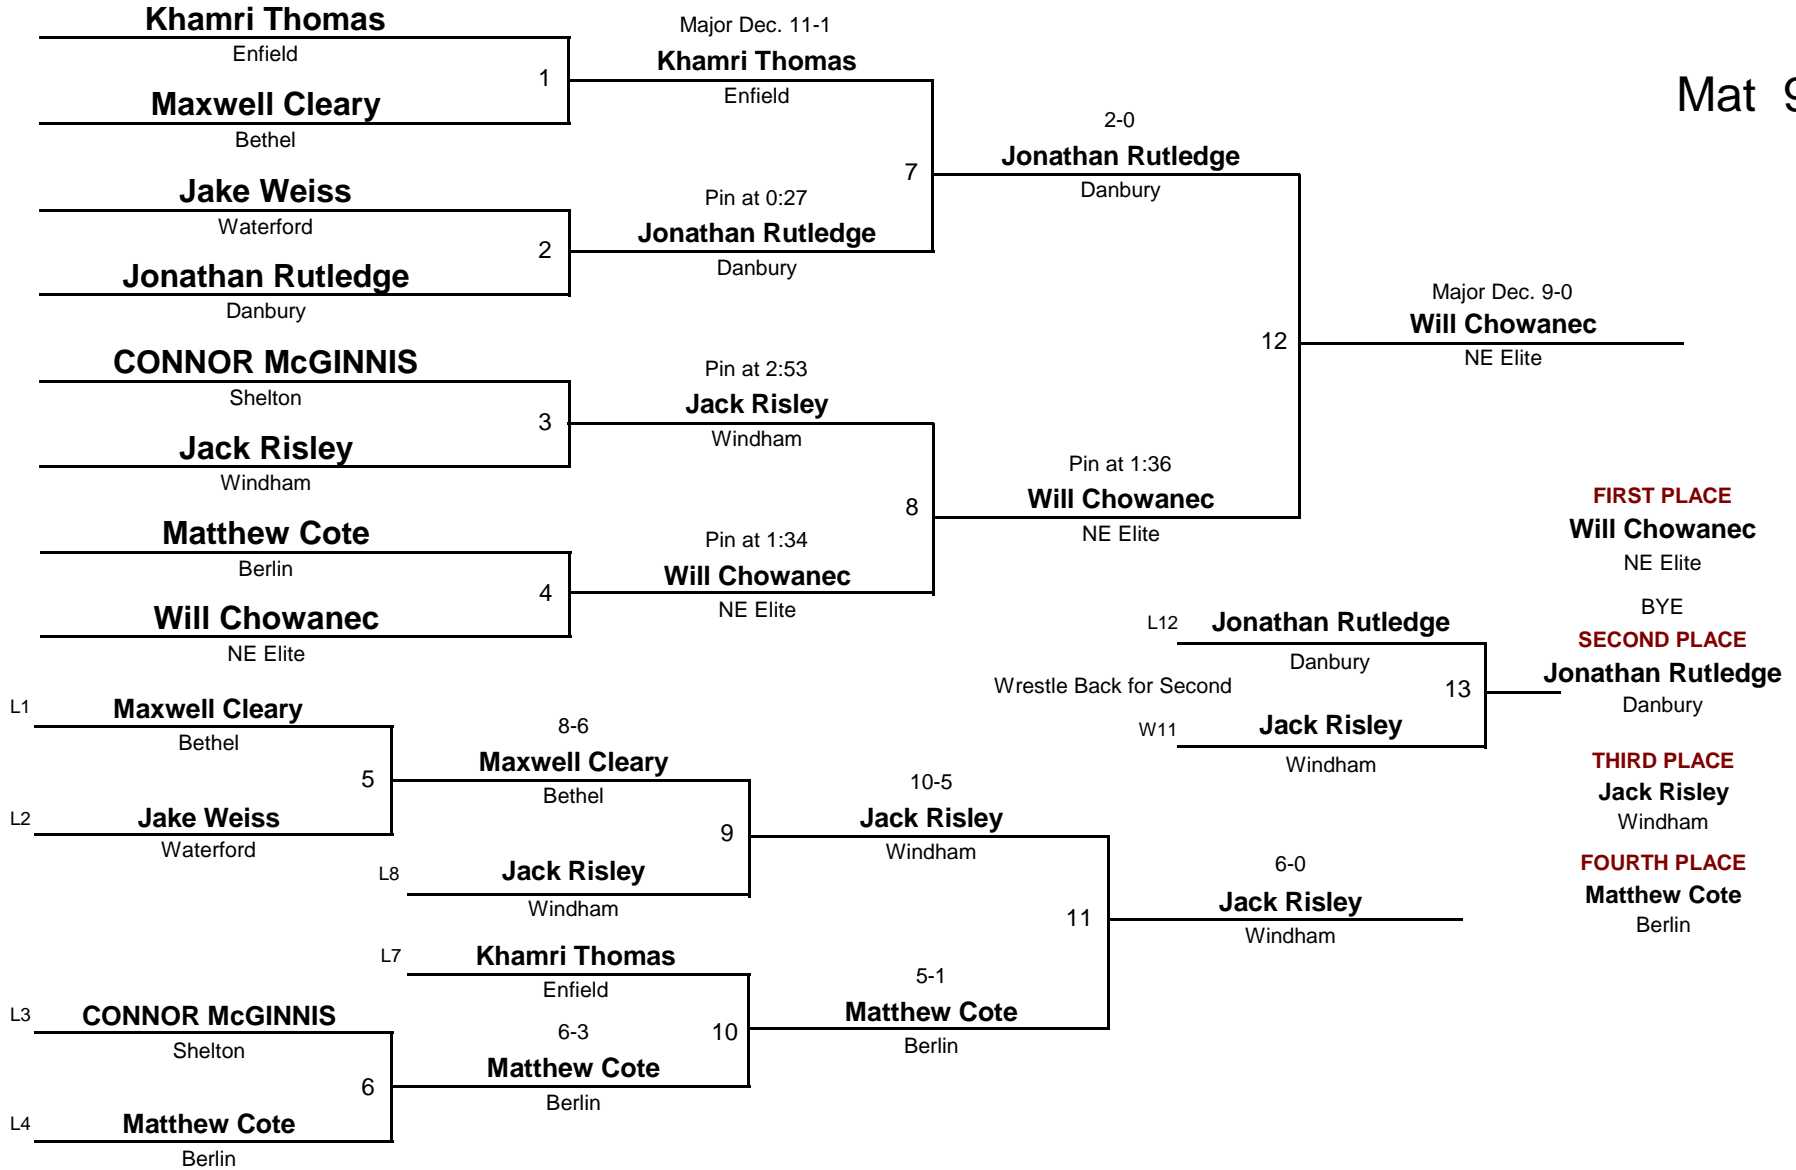 Khamri Thomas
Enfield
1
Maxwell Cleary
Bethel
Jake Weiss
Waterford
2
Jonathan Rutledge
Danbury
CONNOR McGINNIS
Shelton
3
Jack Risley
Windham
Matthew Cote
Berlin
4
Will Chowanec
NE Elite
Major Dec. 11-1
Khamri Thomas
Enfield
7
Pin at 0:27
Jonathan Rutledge
Danbury
Pin at 2:53
Jack Risley
Windham
8
Pin at 1:34
Will Chowanec
NE Elite
2-0
Jonathan Rutledge
Danbury
12
Pin at 1:36
Will Chowanec
NE Elite
Major Dec. 9-0
Will Chowanec
NE Elite
Mat 9
L1 Maxwell Cleary
Bethel
5
L2 Jake Weiss
Waterford
L3 CONNOR McGINNIS
Shelton
6
L4 Matthew Cote
Berlin
8-6
Maxwell Cleary
Bethel
9
L8 Jack Risley
Windham
L7 Khamri Thomas
Enfield
10
6-3
Matthew Cote
Berlin
10-5
Jack Risley
Windham
11
5-1
Matthew Cote
Berlin
6-0
Jack Risley
Windham
L12 Jonathan Rutledge
Danbury
Wrestle Back for Second
13
W11 Jack Risley
Windham
FIRST PLACE
Will Chowanec
NE Elite
BYE
SECOND PLACE
Jonathan Rutledge
Danbury
THIRD PLACE
Jack Risley
Windham
FOURTH PLACE
Matthew Cote
Berlin